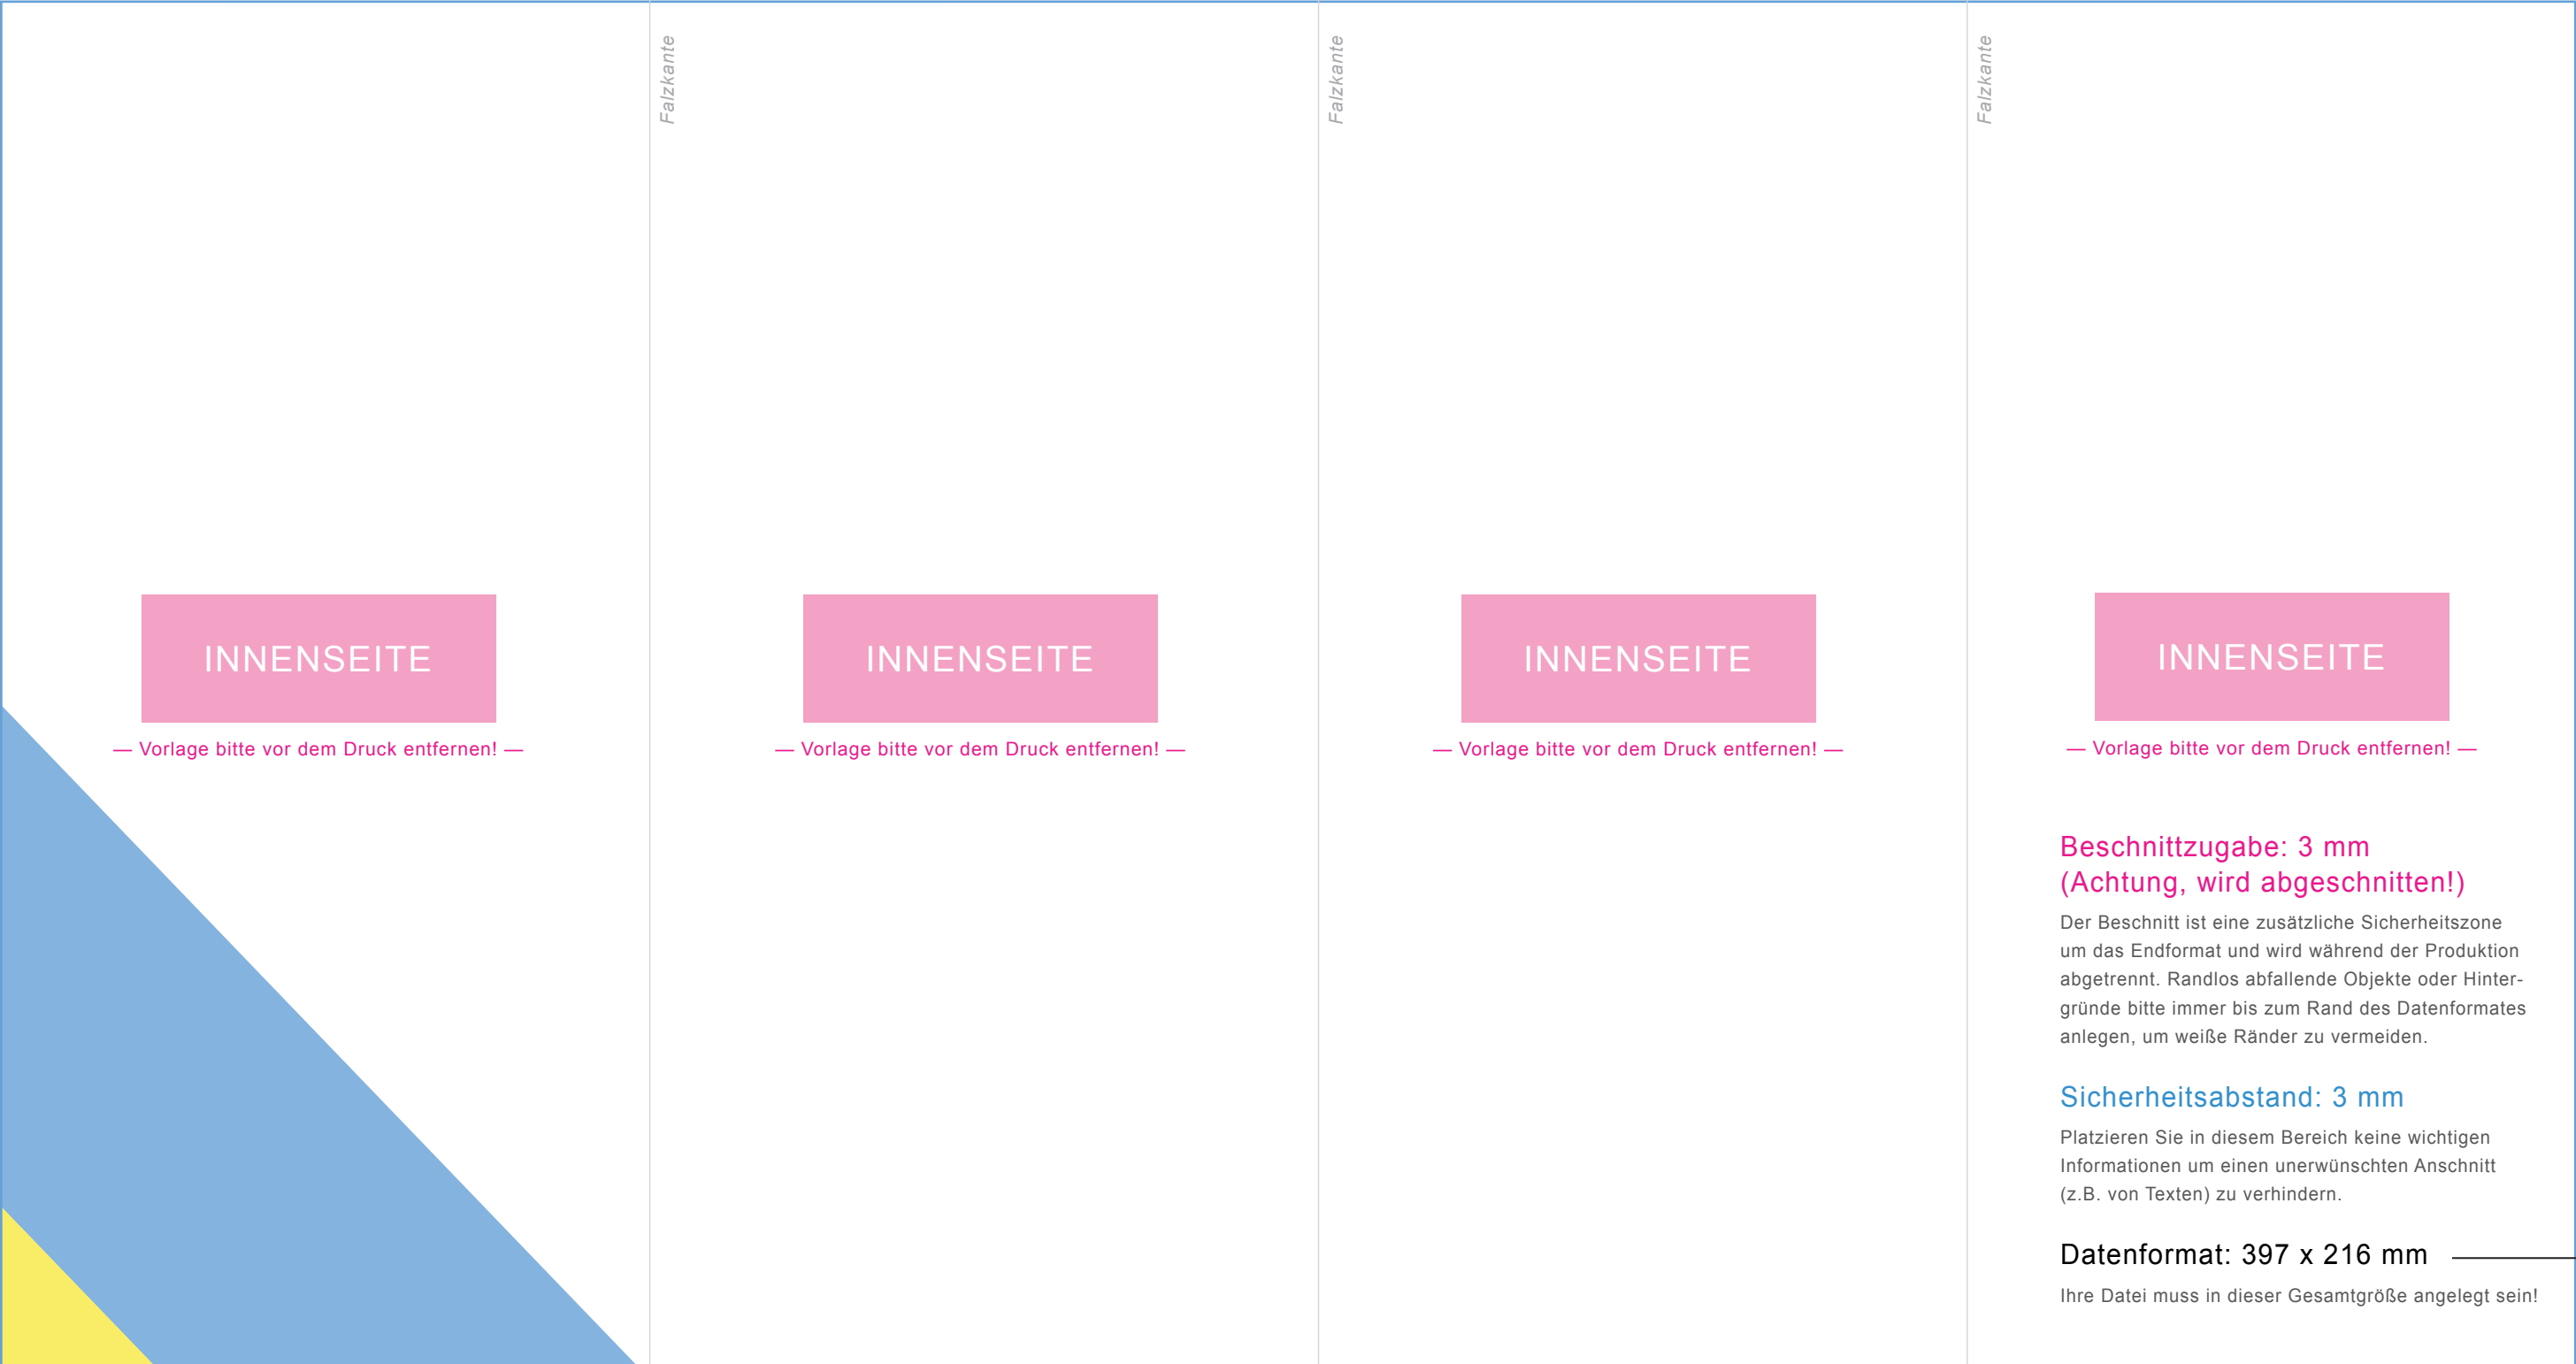 Falzkante
Falzkante
Falzkante
INNENSEITE
— Vorlage bitte vor dem Druck entfernen! —
INNENSEITE
— Vorlage bitte vor dem Druck entfernen! —
INNENSEITE
— Vorlage bitte vor dem Druck entfernen! —
INNENSEITE
— Vorlage bitte vor dem Druck entfernen! —
Beschnittzugabe: 3 mm
(Achtung, wird abgeschnitten!)
Der Beschnitt ist eine zusätzliche Sicherheitszone
um das Endformat und wird während der Produktion
abgetrennt. Randlos abfallende Objekte oder Hinter-
gründe bitte immer bis zum Rand des Datenformates
anlegen, um weiße Ränder zu vermeiden.
Sicherheitsabstand: 3 mm
Platzieren Sie in diesem Bereich keine wichtigen
Informationen um einen unerwünschten Anschnitt
(z.B. von Texten) zu verhindern.
Datenformat: 397 x 216 mm
Ihre Datei muss in dieser Gesamtgröße angelegt sein!